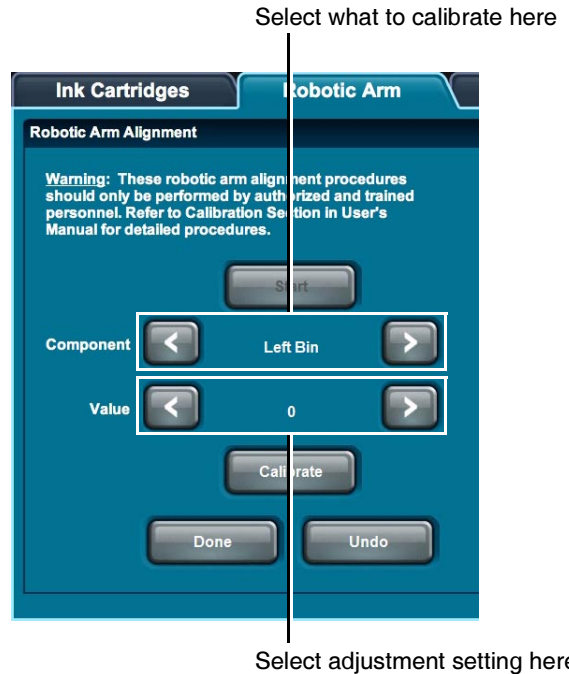 Select what to calibrate here
Ink Cartridges
Robotic Arm
Robotic Arm Alignment
Warning: These robotic arm alignment procedures
should only be performed by authorized and trained
personnel. Refer to Calibration Section in User's
Manual for detailed procedures.
Start
Component < Left Bin >
Value < 0 >
Calibrate
Done
Undo
Select adjustment setting here